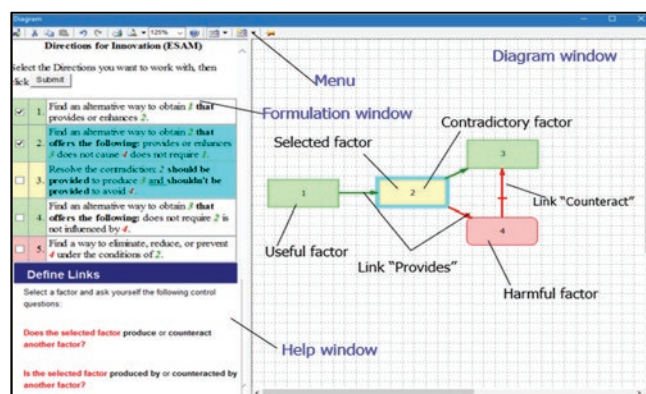 Diagram
125%
Directions for Innovation (ESAM)
Select the Directions you want to work with, then
click Submit
1. Find an alternative way to obtain 1 that
provides or enhances 2.
2. Find an alternative way to obtain 2 that
offers the following: provides or enhances
3 does not cause 4 does not require 1.
3. Resolve the contradiction: 2 should be
provided to produce 3 and shouldn't be
provided to avoid 4.
4. Find an alternative way to obtain 3 that
offers the following: does not require 2 is
not influenced by 4.
5. Find a way to eliminate, reduce, or prevent
4 under the conditions of 2.
Define Links
Select a factor and ask yourself the following control
questions:
Does the selected factor produce or counteract
another factor?
Is the selected factor produced by or counteracted by
another factor?
Menu
Formulation window
Help window
Diagram window
Contradictory factor
Selected factor
3
1
2
4
Link “Counteract”
Useful factor
Link “Provides”
Harmful factor